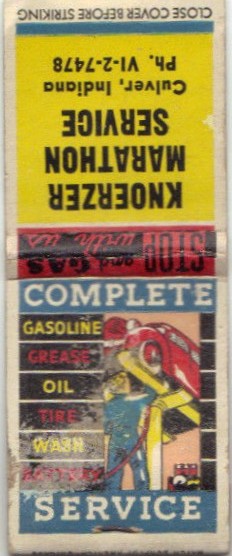 CLOSE COVER BEFORE STRIKING
KNOERZER
MARATHON
SERVICE
Culver, Indiana
Ph. VI-2-7478
STOP and GAS
with us
COMPLETE
GASOLINE
GREASE
OIL
TIRE
WASH
BATTERY
SERVICE